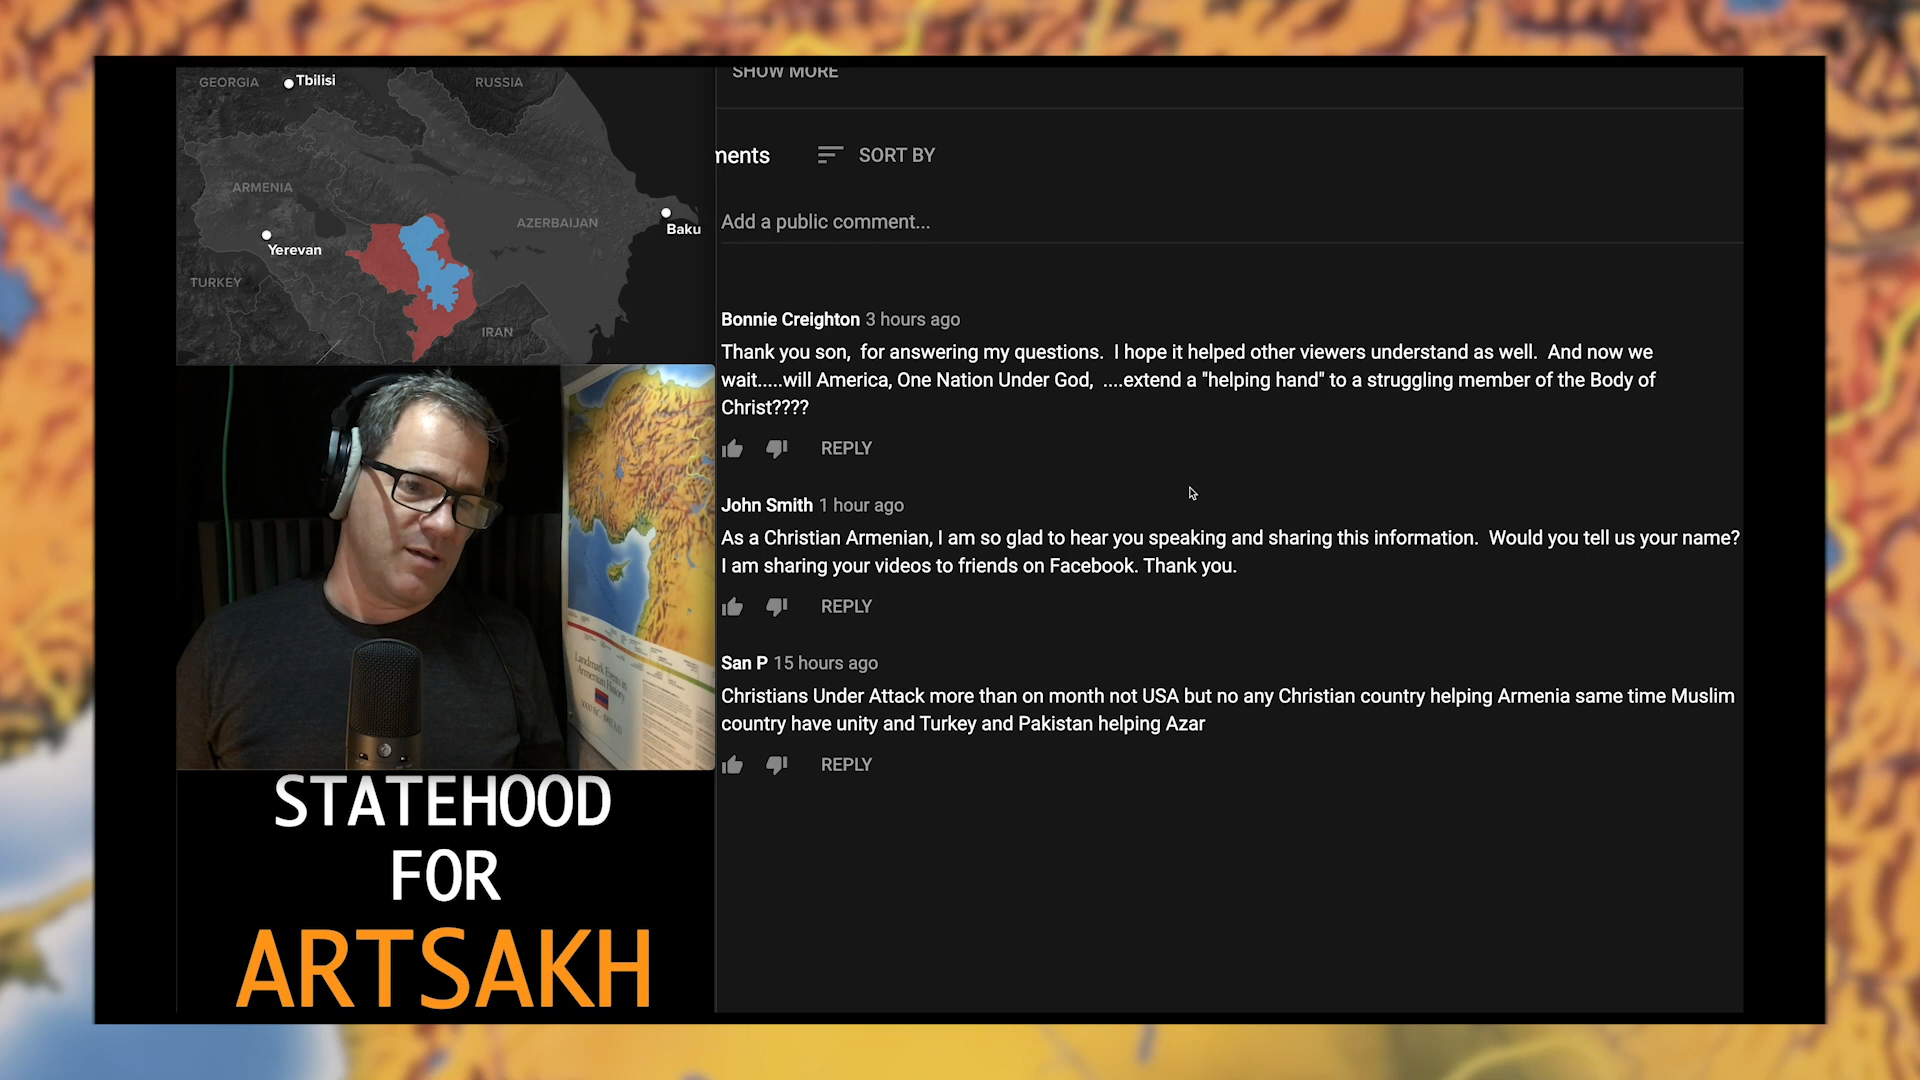 GEORGIA
Tbilisi
RUSSIA
ARMENIA
AZERBAIJAN
Baku
Yerevan
TURKEY
IRAN
Landmark Events in
Armenian History
STATEHOOD
FOR
ARTSAKH
SHOW MORE
ments
SORT BY
Add a public comment...
Bonnie Creighton 3 hours ago
Thank you son,  for answering my questions.  I hope it helped other viewers understand as well.  And now we
wait.....will America, One Nation Under God,  ....extend a "helping hand" to a struggling member of the Body of
Christ????
REPLY
John Smith 1 hour ago
As a Christian Armenian, I am so glad to hear you speaking and sharing this information.  Would you tell us your name?
I am sharing your videos to friends on Facebook. Thank you.
REPLY
San P 15 hours ago
Christians Under Attack more than on month not USA but no any Christian country helping Armenia same time Muslim
country have unity and Turkey and Pakistan helping Azar
REPLY